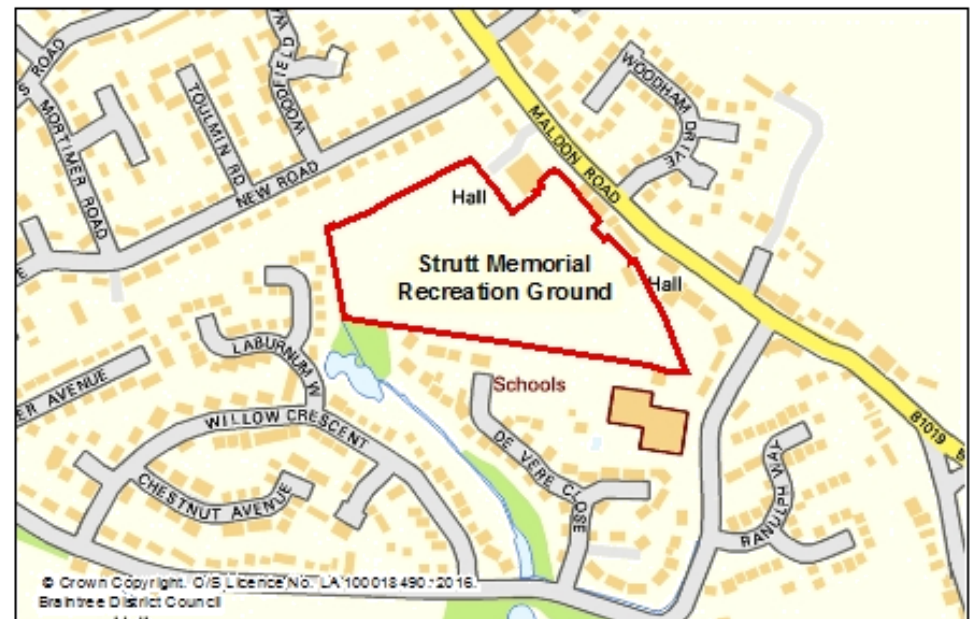 S ROAD
MORTIMER ROAD
TOULMIN RD
WOODFIELD W
NEW ROAD
MALDON ROAD
WOODHAM DRIVE
Hall
Strutt Memorial
Recreation Ground
Hall
Schools
LABURNUM W
ER AVENUE
WILLOW CRESCENT
CHESTNUT AVENUE
DE VERE CLOSE
RANULPH WAY
B1019
© Crown Copyright. O/S Licence No. LA 100018490. 2016.
Braintree District Council